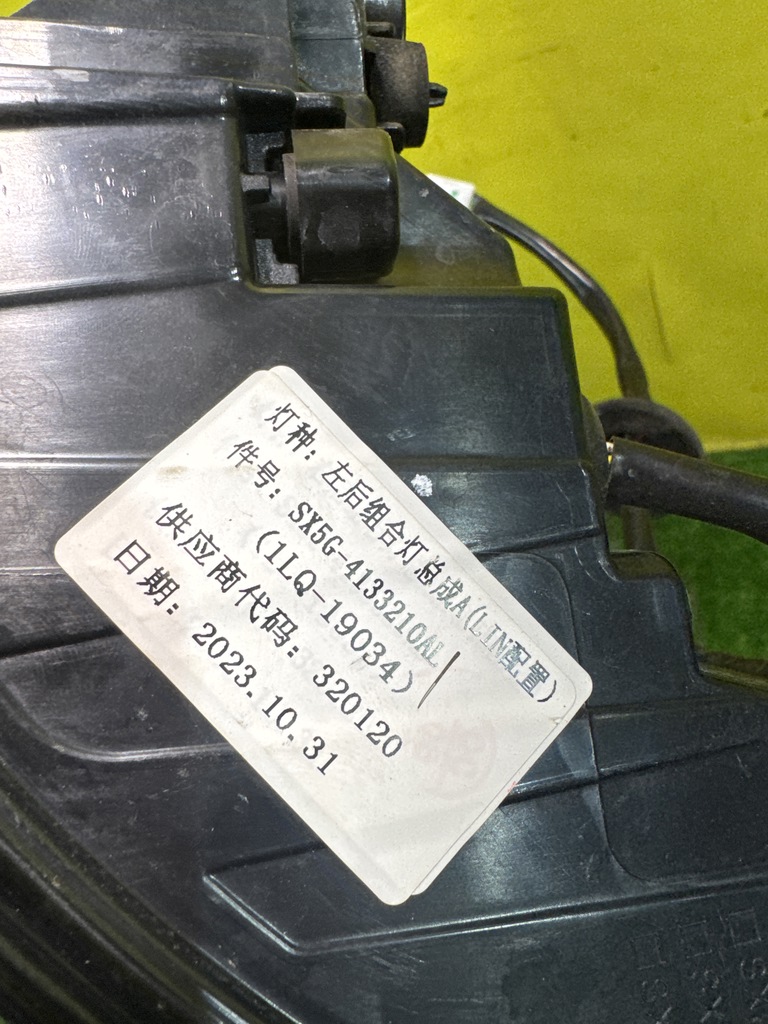 灯种: 左后组合灯总成A(LIN配置)
件号: SX5G-4133210AL
(1LQ-19034)
供应商代码: 320120
日期: 2023.10.31